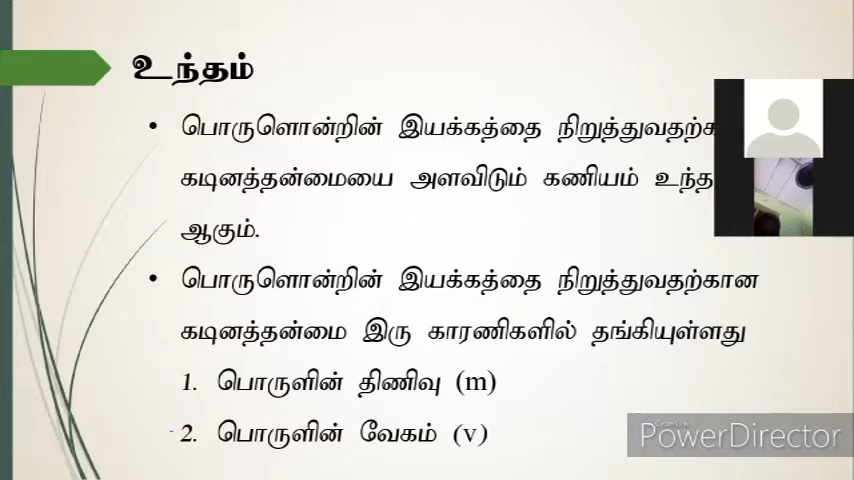 உந்தம்
• பொருளொன்றின் இயக்கத்தை நிறுத்துவதற்க
கடினத்தன்மையை அளவிடும் கணியம் உந்த
ஆகும்.
• பொருளொன்றின் இயக்கத்தை நிறுத்துவதற்கான
கடினத்தன்மை இரு காரணிகளில் தங்கியுள்ளது
1. பொருளின் திணிவு (m)
2. பொருளின் வேகம் (v)
CyberLink
PowerDirector